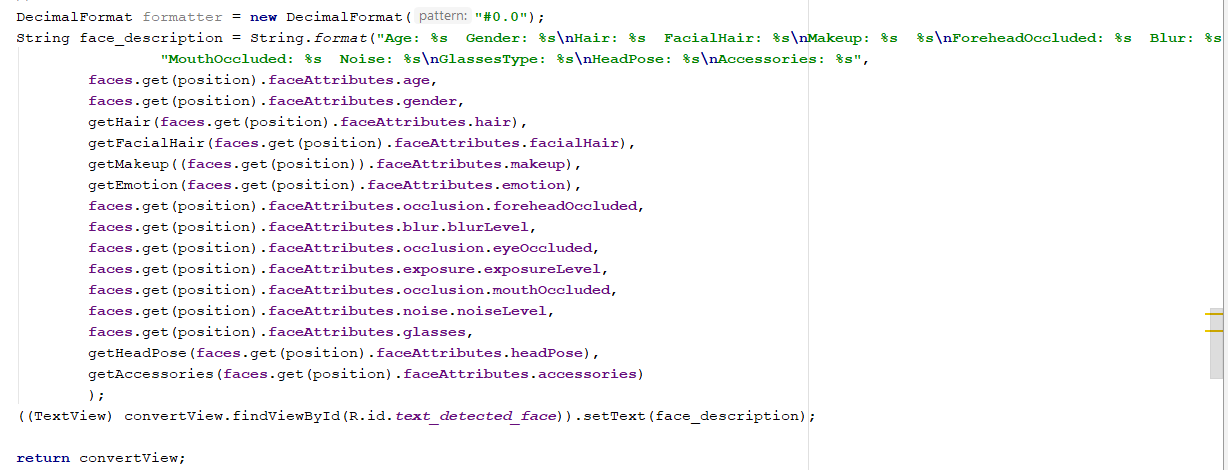 DecimalFormat formatter = new DecimalFormat( pattern: "#0.0");
String face_description = String.format("Age: %s  Gender: %s\nHair: %s  FacialHair: %s\nMakeup: %s  %s\nForeheadOccluded: %s  Blur: %s
"MouthOccluded: %s  Noise: %s\nGlassesType: %s\nHeadPose: %s\nAccessories: %s",
faces.get(position).faceAttributes.age,
faces.get(position).faceAttributes.gender,
getHair(faces.get(position).faceAttributes.hair),
getFacialHair(faces.get(position).faceAttributes.facialHair),
getMakeup((faces.get(position)).faceAttributes.makeup),
getEmotion(faces.get(position).faceAttributes.emotion),
faces.get(position).faceAttributes.occlusion.foreheadOccluded,
faces.get(position).faceAttributes.blur.blurLevel,
faces.get(position).faceAttributes.occlusion.eyeOccluded,
faces.get(position).faceAttributes.exposure.exposureLevel,
faces.get(position).faceAttributes.occlusion.mouthOccluded,
faces.get(position).faceAttributes.noise.noiseLevel,
faces.get(position).faceAttributes.glasses,
getHeadPose(faces.get(position).faceAttributes.headPose),
getAccessories(faces.get(position).faceAttributes.accessories)
);
((TextView) convertView.findViewById(R.id.text_detected_face)).setText(face_description);
return convertView;